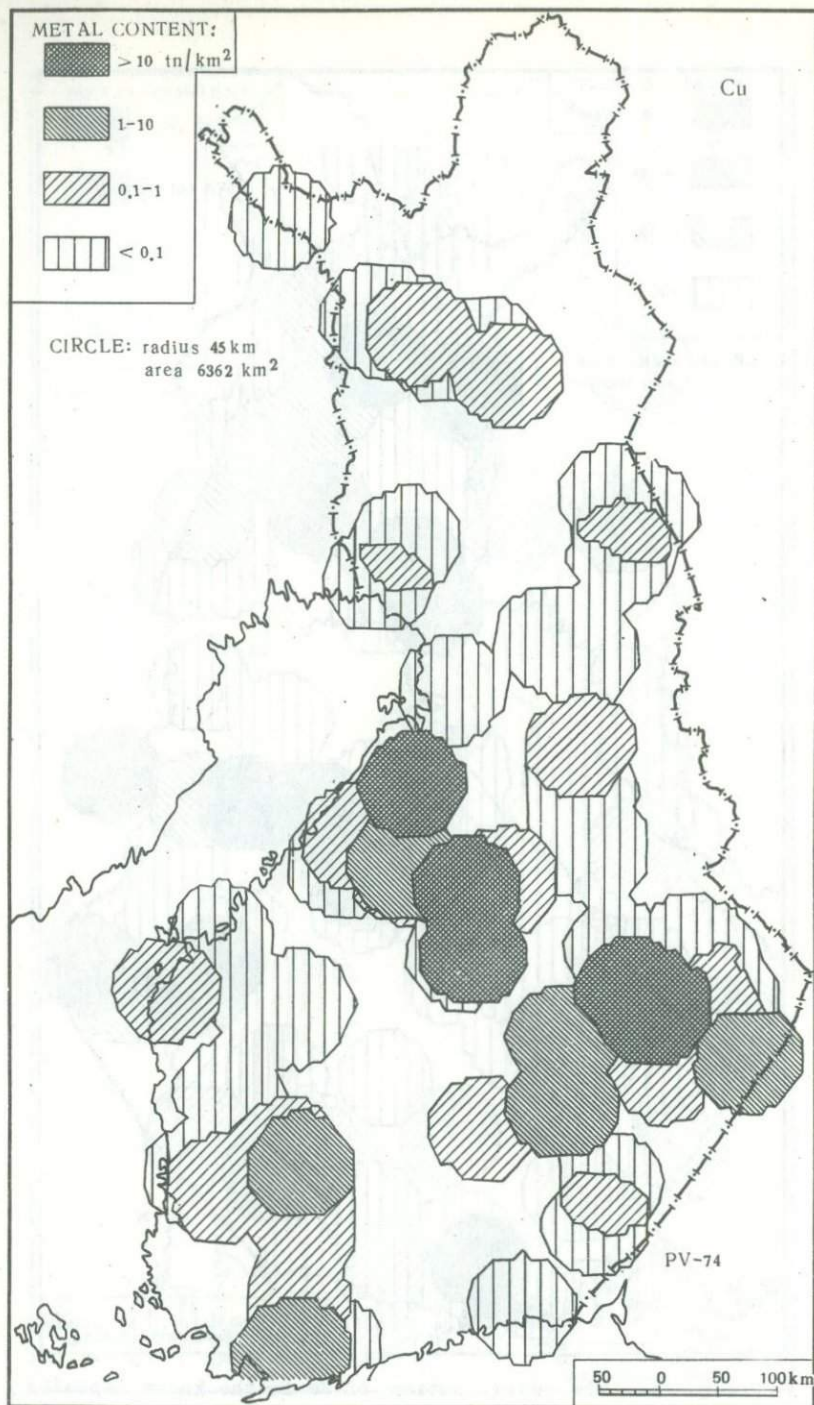 METAL CONTENT:
>10 tn/km²
1-10
0.1-1
<0.1
Cu
CIRCLE: radius 45 km
area 6362 km²
PV-74
50 0 100 km